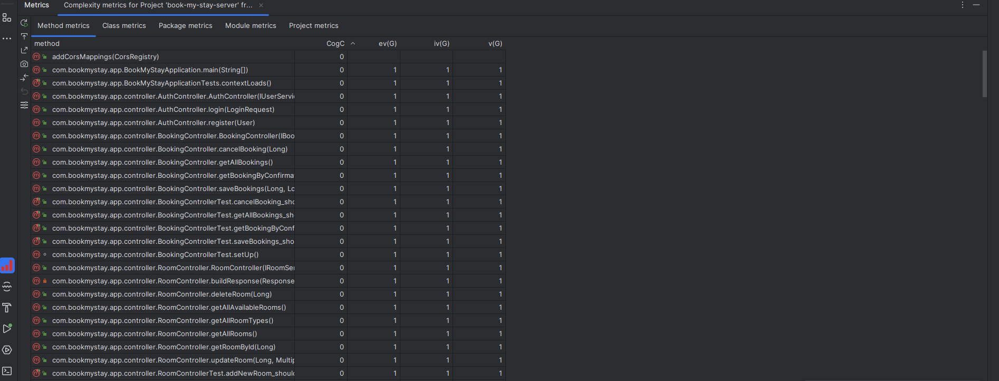 Metrics Complexity metrics for Project 'book-my-stay-server' fr...
Method metrics Class metrics Package metrics Module metrics Project metrics
method CogC ev(G) iv(G) v(G)
addCorsMappings(CorsRegistry) 0
com.bookmystay.app.BookMyStayApplication.main(String[]) 0 1 1 1
com.bookmystay.app.BookMyStayApplicationTests.contextLoads() 0 1 1 1
com.bookmystay.app.controller.AuthController.AuthController(IUserServi 0 1 1 1
com.bookmystay.app.controller.AuthController.login(LoginRequest) 0 1 1 1
com.bookmystay.app.controller.AuthController.register(User) 0 1 1 1
com.bookmystay.app.controller.BookingController.BookingController(IBoo 0 1 1 1
com.bookmystay.app.controller.BookingController.cancelBooking(Long) 0 1 1 1
com.bookmystay.app.controller.BookingController.getAllBookings() 0 1 1 1
com.bookmystay.app.controller.BookingController.getBookingByConfirma 0 1 1 1
com.bookmystay.app.controller.BookingController.saveBookings(Long, Lo 0 1 1 1
com.bookmystay.app.controller.BookingControllerTest.cancelBooking_sho 0 1 1 1
com.bookmystay.app.controller.BookingControllerTest.getAllBookings_sh 0 1 1 1
com.bookmystay.app.controller.BookingControllerTest.getBookingByConf 0 1 1 1
com.bookmystay.app.controller.BookingControllerTest.saveBookings_sho 0 1 1 1
com.bookmystay.app.controller.BookingControllerTest.setUp() 0 1 1 1
com.bookmystay.app.controller.RoomController.RoomController(IRoomSer 0 1 1 1
com.bookmystay.app.controller.RoomController.buildResponse(Response 0 1 1 1
com.bookmystay.app.controller.RoomController.deleteRoom(Long) 0 1 1 1
com.bookmystay.app.controller.RoomController.getAllAvailableRooms() 0 1 1 1
com.bookmystay.app.controller.RoomController.getAllRoomTypes() 0 1 1 1
com.bookmystay.app.controller.RoomController.getAllRooms() 0 1 1 1
com.bookmystay.app.controller.RoomController.getRoomById(Long) 0 1 1 1
com.bookmystay.app.controller.RoomController.updateRoom(Long, Multip 0 1 1 1
com.bookmystay.app.controller.RoomControllerTest.addNewRoom_should 0 1 1 1